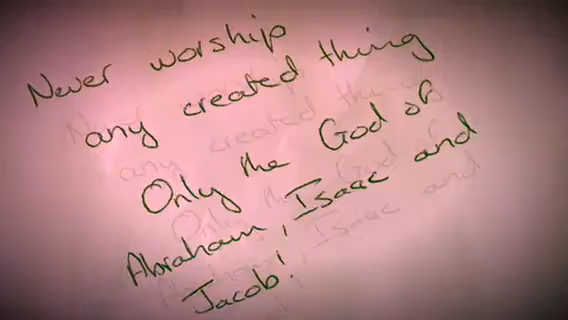 Never worship
any created thing
Only the God of
Abraham, Isaac and
Jacob!